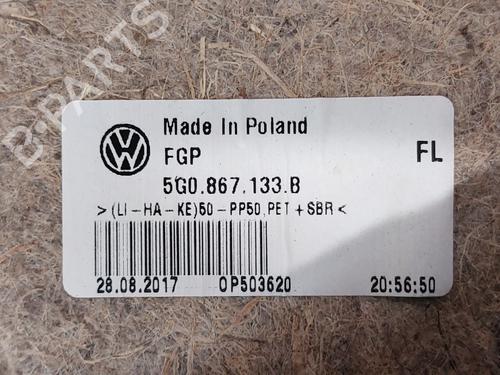 B-PARTS
Made In Poland
FGP
FL
5G0.867.133.B
>(LI-HA-KE)50-PP50,PET+SBR<
28.08.2017 OP503620 20:56:50